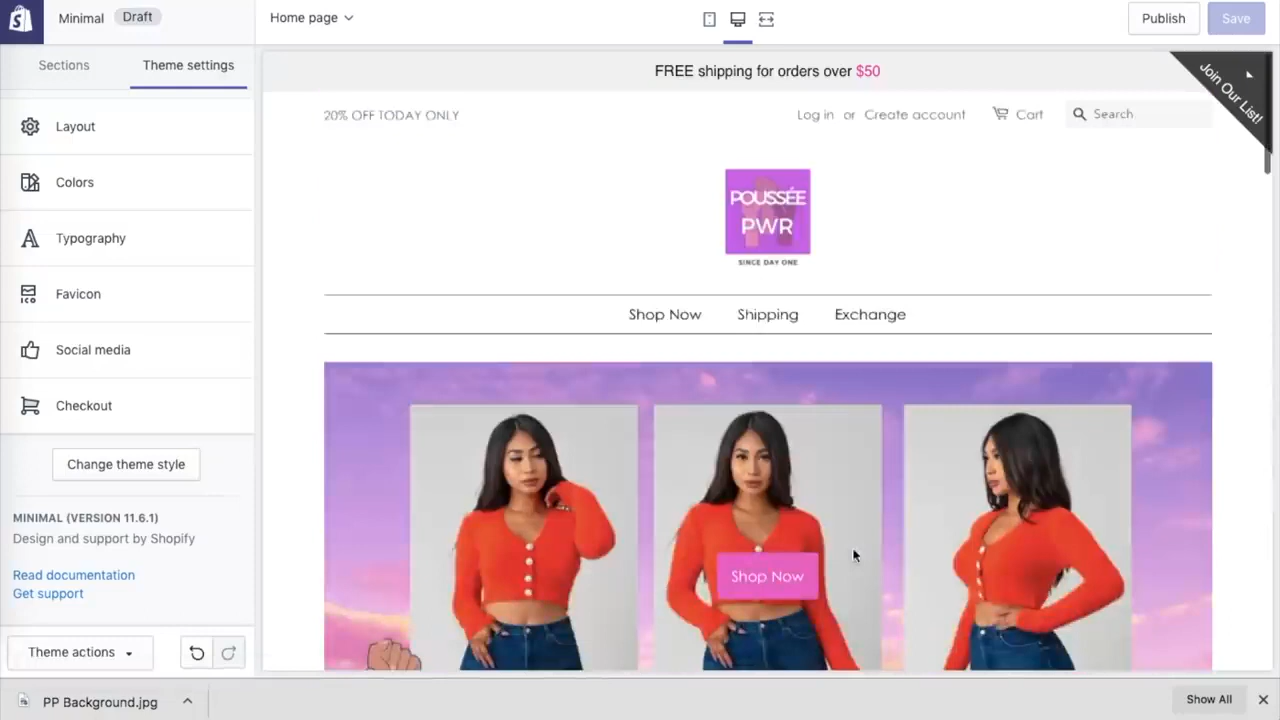 Minimal Draft
Home page
Publish
Save
Sections
Theme settings
Layout
Colors
Typography
Favicon
Social media
Checkout
Change theme style
MINIMAL (VERSION 11.6.1)
Design and support by Shopify
Read documentation
Get support
Theme actions
FREE shipping for orders over $50
Join Our List!
20% OFF TODAY ONLY
Log in or Create account
Cart
Search
POUSSÉE
PWR
SINCE DAY ONE
Shop Now
Shipping
Exchange
Shop Now
PP Background.jpg
Show All